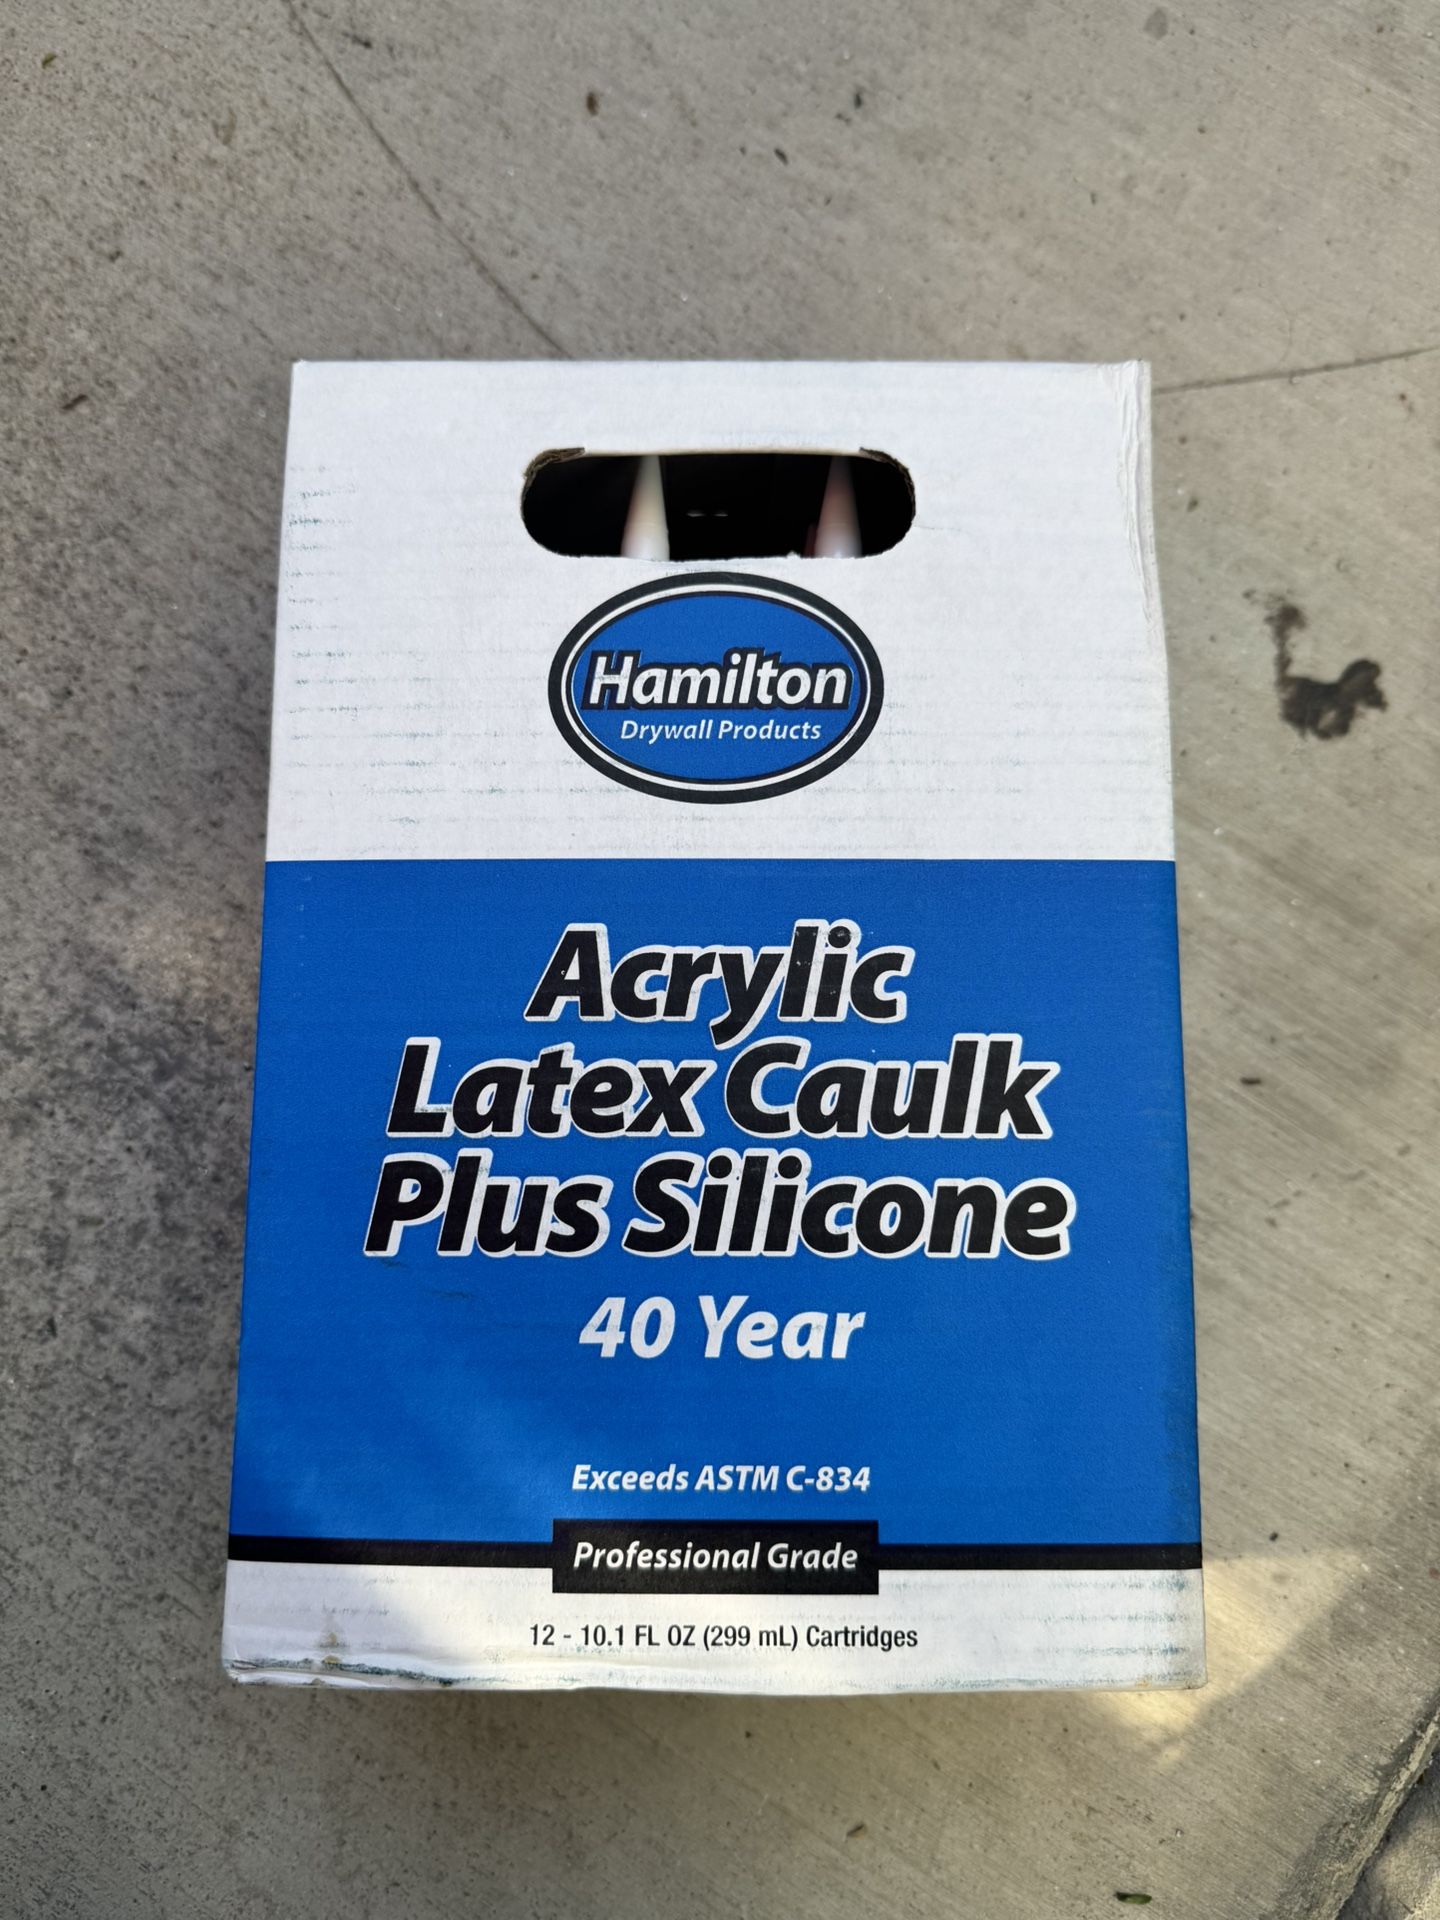 Hamilton
Drywall Products
Acrylic
Latex Caulk
Plus Silicone
40 Year
Exceeds ASTM C-834
Professional Grade
12 - 10.1 FL OZ (299 mL) Cartridges